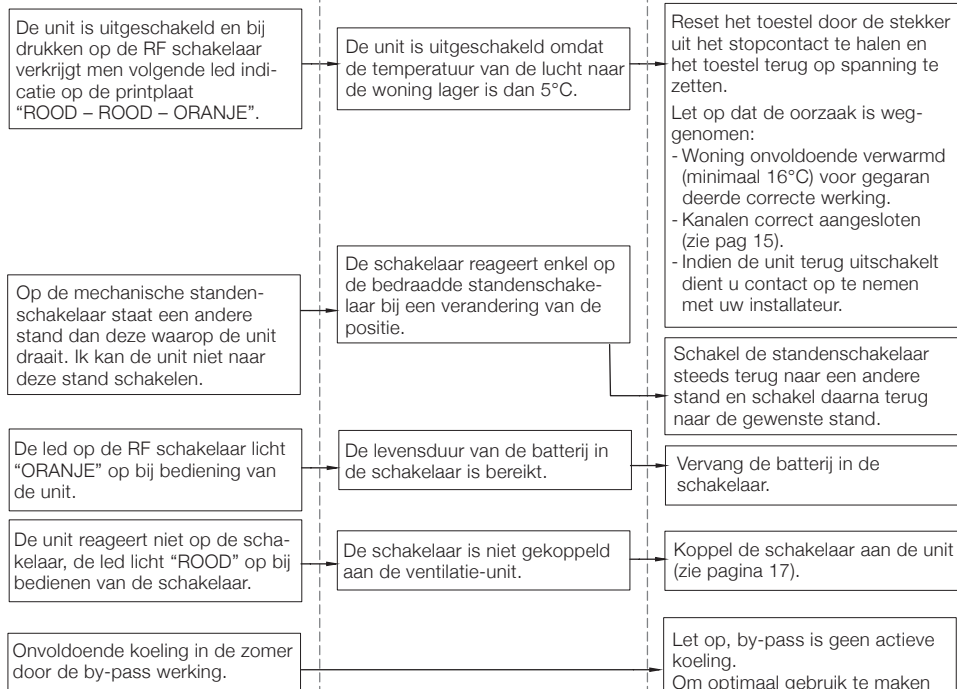 De unit is uitgeschakeld en bij
drukken op de RF schakelaar
verkrijgt men volgende led indi-
catie op de printplaat
“ROOD – ROOD – ORANJE”.
De unit is uitgeschakeld omdat
de temperatuur van de lucht naar
de woning lager is dan 5°C.
Reset het toestel door de stekker
uit het stopcontact te halen en
het toestel terug op spanning te
zetten.
Let op dat de oorzaak is weg-
genomen:
- Woning onvoldoende verwarmd
(minimaal 16°C) voor gegaran
deerde correcte werking.
- Kanalen correct aangesloten
(zie pag 15).
- Indien de unit terug uitschakelt
dient u contact op te nemen
met uw installateur.
Op de mechanische standen-
schakelaar staat een andere
stand dan deze waarop de unit
draait. Ik kan de unit niet naar
deze stand schakelen.
De schakelaar reageert enkel op
de bedraadde standenschake-
laar bij een verandering van de
positie.
Schakel de standenschakelaar
steeds terug naar een andere
stand en schakel daarna terug
naar de gewenste stand.
De led op de RF schakelaar licht
“ORANJE” op bij bediening van
de unit.
De levensduur van de batterij in
de schakelaar is bereikt.
Vervang de batterij in de
schakelaar.
De unit reageert niet op de scha-
kelaar, de led licht “ROOD” op bij
bedienen van de schakelaar.
De schakelaar is niet gekoppeld
aan de ventilatie-unit.
Koppel de schakelaar aan de unit
(zie pagina 17).
Onvoldoende koeling in de zomer
door de by-pass werking.
Let op, by-pass is geen actieve
koeling.
Om optimaal gebruik te maken